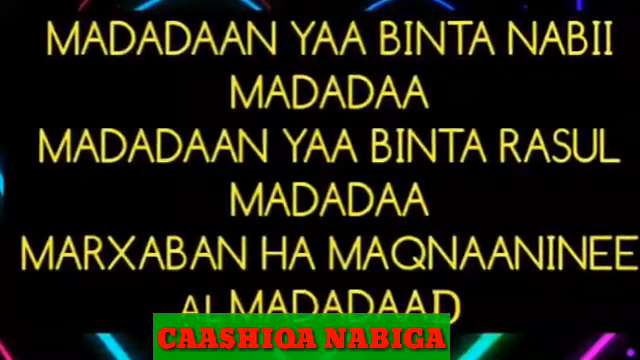 MADADAAN YAA BINTA NABII
MADADAA
MADADAAN YAA BINTA RASUL
MADADAA
MARXABAN HA MAQNAANINEE
AL MADADAAD
CAASHIQA NABIGA